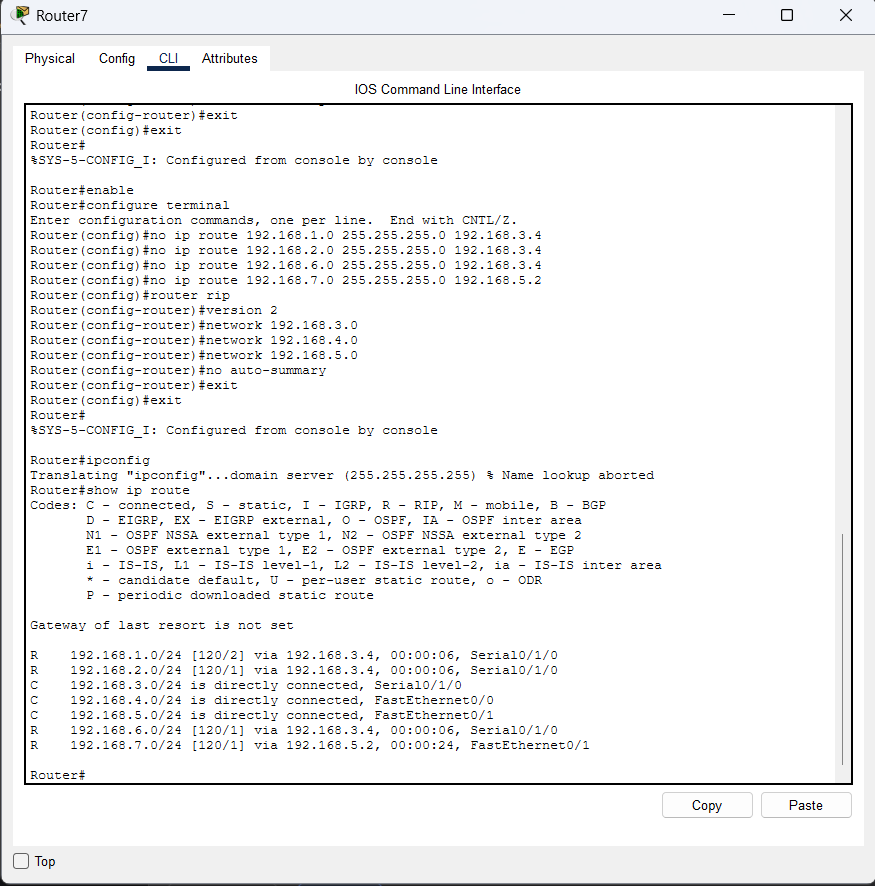 Router7
Physical Config CLI Attributes
IOS Command Line Interface
Router(config-router)#exit
Router(config)#exit
Router#
%SYS-5-CONFIG_I: Configured from console by console
Router#enable
Router#configure terminal
Enter configuration commands, one per line.  End with CNTL/Z.
Router(config)#no ip route 192.168.1.0 255.255.255.0 192.168.3.4
Router(config)#no ip route 192.168.2.0 255.255.255.0 192.168.3.4
Router(config)#no ip route 192.168.6.0 255.255.255.0 192.168.3.4
Router(config)#no ip route 192.168.7.0 255.255.255.0 192.168.5.2
Router(config)#router rip
Router(config-router)#version 2
Router(config-router)#network 192.168.3.0
Router(config-router)#network 192.168.4.0
Router(config-router)#network 192.168.5.0
Router(config-router)#no auto-summary
Router(config-router)#exit
Router(config)#exit
Router#
%SYS-5-CONFIG_I: Configured from console by console
Router#ipconfig
Translating "ipconfig"...domain server (255.255.255.255) % Name lookup aborted
Router#show ip route
Codes: C - connected, S - static, I - IGRP, R - RIP, M - mobile, B - BGP
       D - EIGRP, EX - EIGRP external, O - OSPF, IA - OSPF inter area
       N1 - OSPF NSSA external type 1, N2 - OSPF NSSA external type 2
       E1 - OSPF external type 1, E2 - OSPF external type 2, E - EGP
       i - IS-IS, L1 - IS-IS level-1, L2 - IS-IS level-2, ia - IS-IS inter area
       * - candidate default, U - per-user static route, o - ODR
       P - periodic downloaded static route
Gateway of last resort is not set
R    192.168.1.0/24 [120/2] via 192.168.3.4, 00:00:06, Serial0/1/0
R    192.168.2.0/24 [120/1] via 192.168.3.4, 00:00:06, Serial0/1/0
C    192.168.3.0/24 is directly connected, Serial0/1/0
C    192.168.4.0/24 is directly connected, FastEthernet0/0
C    192.168.5.0/24 is directly connected, FastEthernet0/1
R    192.168.6.0/24 [120/1] via 192.168.3.4, 00:00:06, Serial0/1/0
R    192.168.7.0/24 [120/1] via 192.168.5.2, 00:00:24, FastEthernet0/1
Router#
Copy Paste
Top